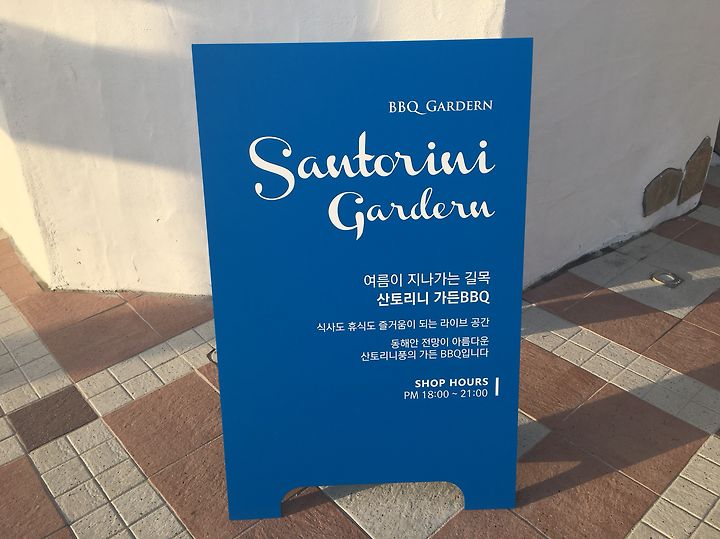 BBQ GARDERN
Santorini
Gardern
여름이 지나가는 길목
산토리니 가든BBQ
식사도 휴식도 즐거움이 되는 라이브 공간
동해안 전망이 아름다운
산토리니풍의 가든 BBQ입니다
SHOP HOURS
PM 18:00 ~ 21:00